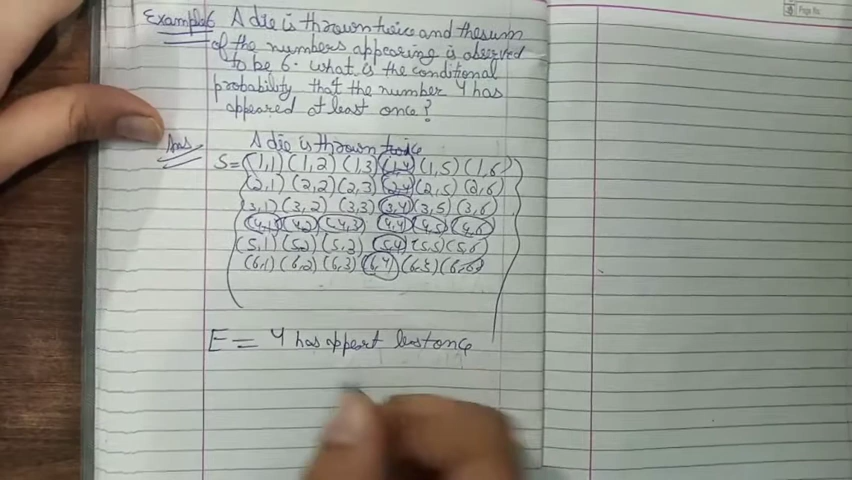 Page No.
Example 6 A die is thrown twice and the sum
of the numbers appearing is observed
to be 6. What is the conditional
probability that the number 4 has
appeared at least once?
Ans A die is thrown twice
S = (1,1) (1,2) (1,3) (1,4) (1,5) (1,6)
(2,1) (2,2) (2,3) (2,4) (2,5) (2,6)
(3,1) (3,2) (3,3) (3,4) (3,5) (3,6)
(4,1) (4,2) (4,3) (4,4) (4,5) (4,6)
(5,1) (5,2) (5,3) (5,4) (5,5) (5,6)
(6,1) (6,2) (6,3) (6,4) (6,5) (6,6)
E = 4 has appeart least once